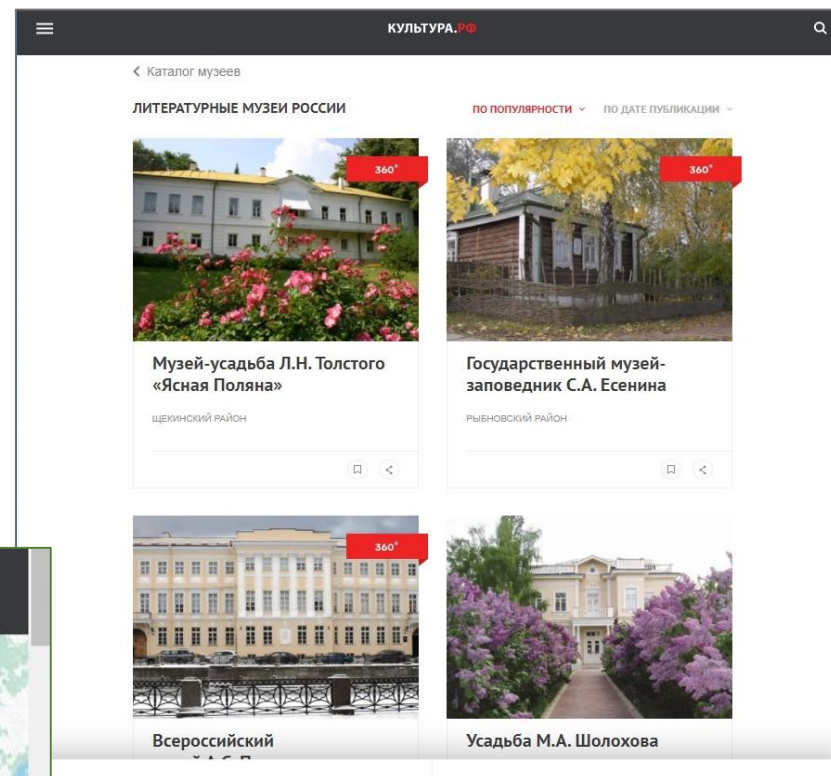 КУЛЬТУРА.РФ
Каталог музеев
ЛИТЕРАТУРНЫЕ МУЗЕИ РОССИИ
ПО ПОПУЛЯРНОСТИ ПО ДАТЕ ПУБЛИКАЦИИ
360°
360°
Музей-усадьба Л.Н. Толстого
«Ясная Поляна»
ЩЕКИНСКИЙ РАЙОН
Государственный музей-
заповедник С.А. Есенина
РЫБНОВСКИЙ РАЙОН
360°
Всероссийский
Усадьба М.А. Шолохова